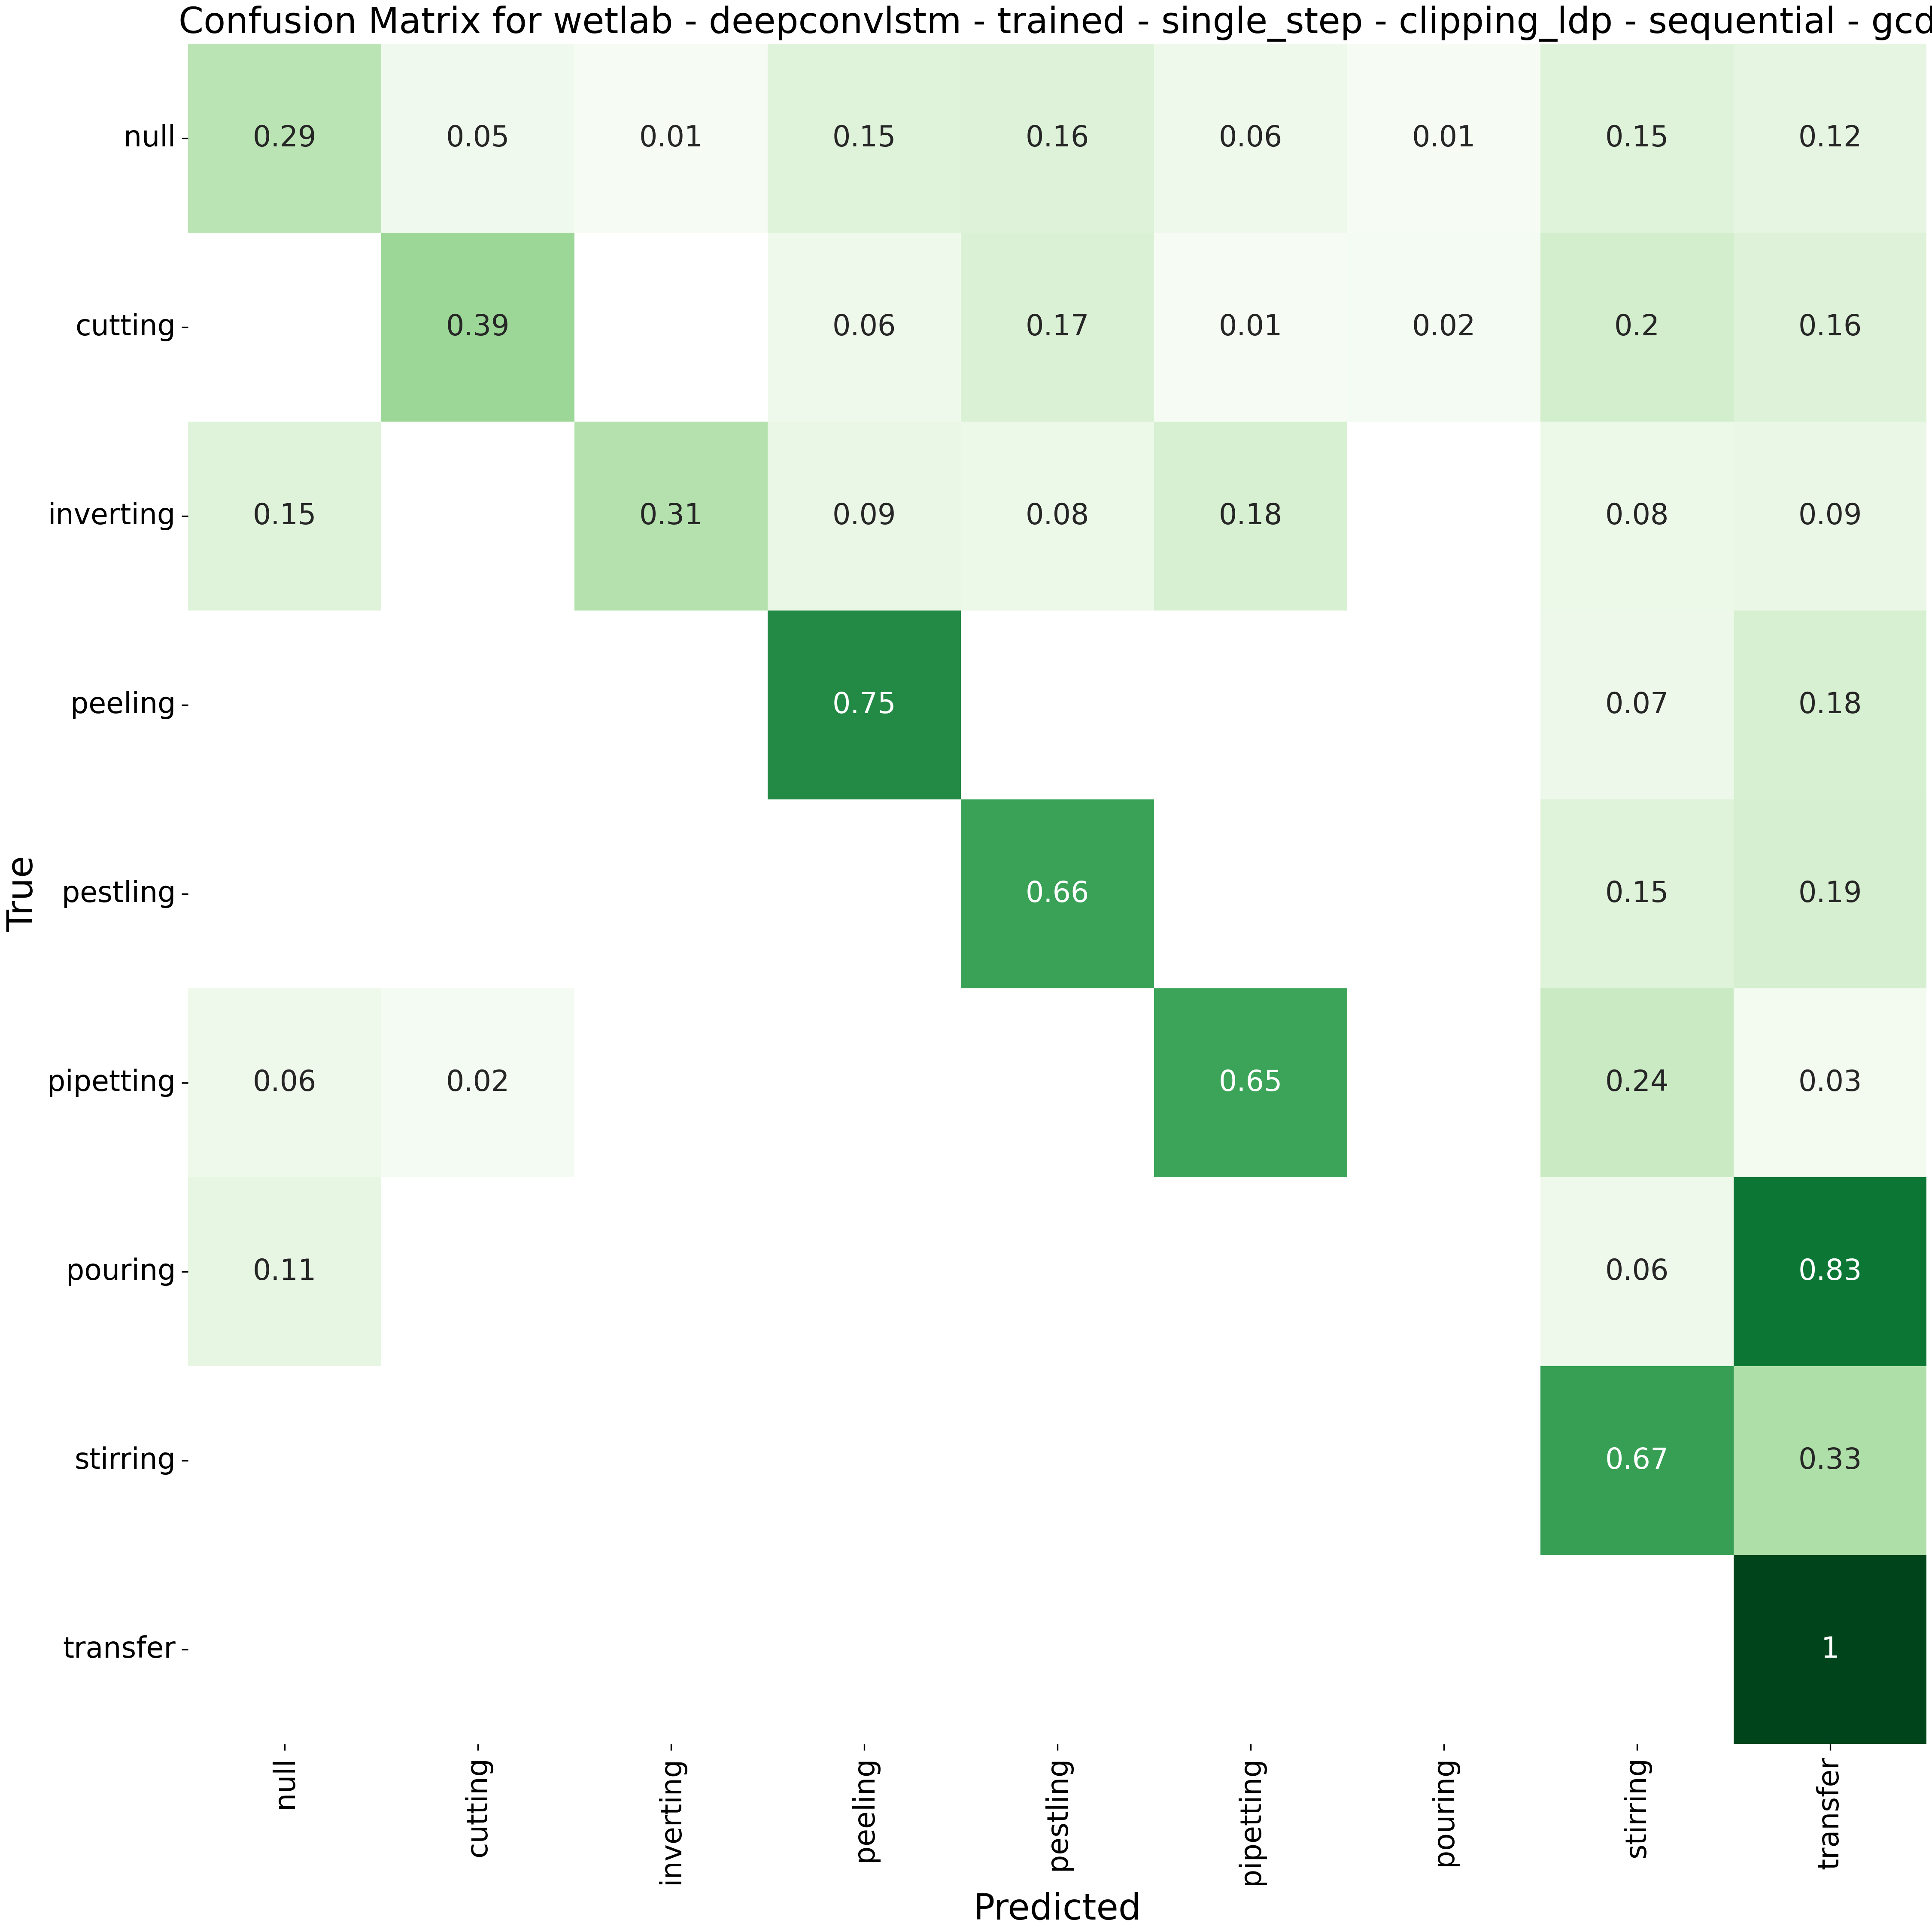 Confusion Matrix for wetlab - deepconvlstm - trained - single_step - clipping_ldp - sequential - gcd
null 0.29 0.05 0.01 0.15 0.16 0.06 0.01 0.15 0.12
cutting 0.39 0.06 0.17 0.01 0.02 0.2 0.16
inverting 0.15 0.31 0.09 0.08 0.18 0.08 0.09
peeling 0.75 0.07 0.18
pestling 0.66 0.15 0.19
pipetting 0.06 0.02 0.65 0.24 0.03
pouring 0.11 0.06 0.83
stirring 0.67 0.33
transfer 1
True
null cutting inverting peeling pestling pipetting pouring stirring transfer
Predicted